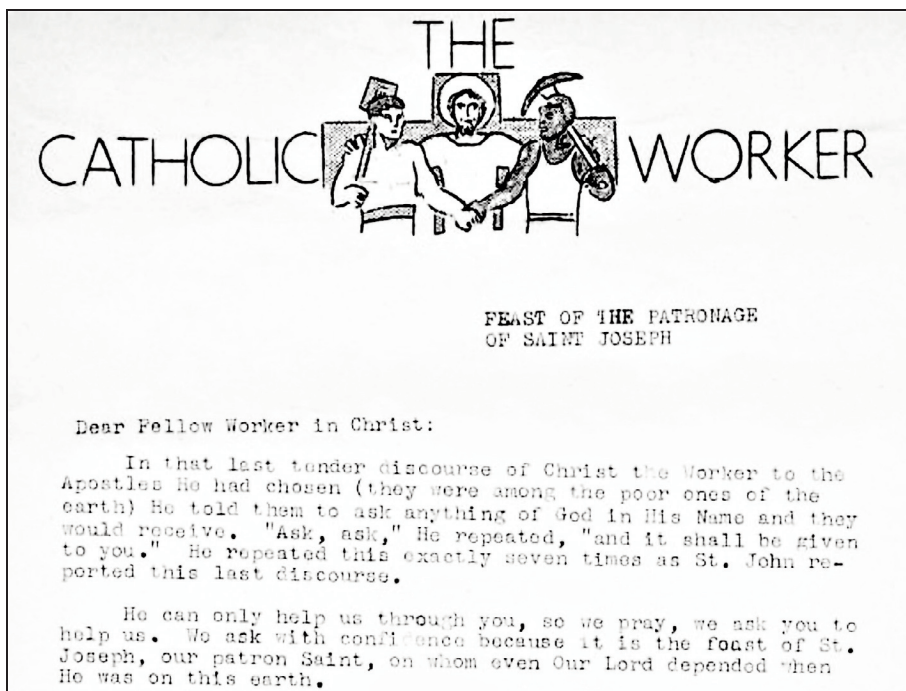 THE
CATHOLIC WORKER
FEAST OF THE PATRONAGE
OF SAINT JOSEPH
Dear Fellow Worker in Christ:
In that last tender discourse of Christ the Worker to the
Apostles He had chosen (they were among the poor ones of the
earth) He told them to ask anything of God in His Name and they
would receive. "Ask, ask," He repeated, "and it shall be given
to you." He repeated this exactly seven times as St. John re-
ported this last discourse.
He can only help us through you, so we pray, we ask you to
help us. We ask with confidence because it is the feast of St.
Joseph, our patron Saint, on whom even Our Lord depended when
He was on this earth.